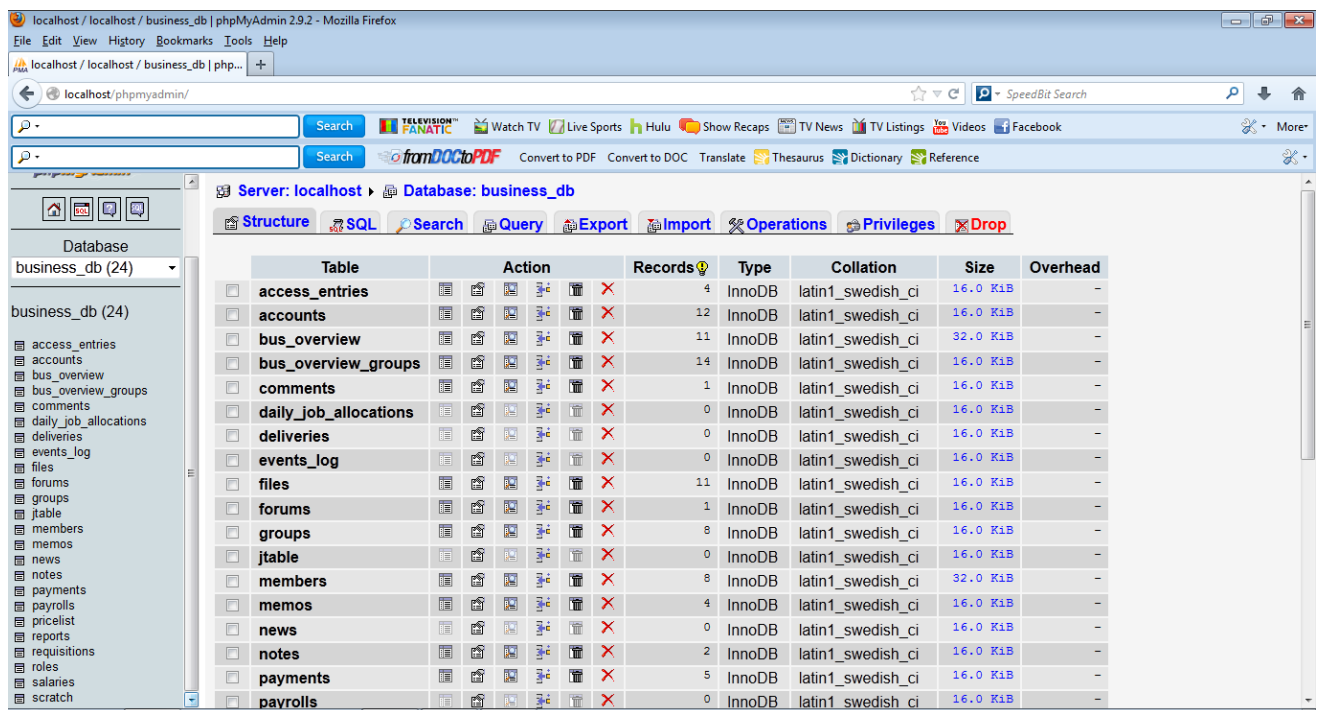 localhost / localhost / business_db | phpMyAdmin 2.9.2 - Mozilla Firefox
File Edit View History Bookmarks Tools Help
localhost / localhost / business_db | php...
localhost/phpmyadmin/
SpeedBit Search
Search TELEVISION FANATIC Watch TV Live Sports Hulu Show Recaps TV News TV Listings Videos Facebook More
Search fromDOCtoPDF Convert to PDF Convert to DOC Translate Thesaurus Dictionary Reference
Database
business_db (24)
business_db (24)
access_entries
accounts
bus_overview
bus_overview_groups
comments
daily_job_allocations
deliveries
events_log
files
forums
groups
jtable
members
memos
news
notes
payments
payrolls
pricelist
reports
requisitions
roles
salaries
scratch
Server: localhost Database: business_db
Structure SQL Search Query Export Import Operations Privileges Drop
Table Action Records Type Collation Size Overhead
access_entries 4 InnoDB latin1_swedish_ci 16.0 KiB -
accounts 12 InnoDB latin1_swedish_ci 16.0 KiB -
bus_overview 11 InnoDB latin1_swedish_ci 32.0 KiB -
bus_overview_groups 14 InnoDB latin1_swedish_ci 16.0 KiB -
comments 1 InnoDB latin1_swedish_ci 16.0 KiB -
daily_job_allocations 0 InnoDB latin1_swedish_ci 16.0 KiB -
deliveries 0 InnoDB latin1_swedish_ci 16.0 KiB -
events_log 0 InnoDB latin1_swedish_ci 16.0 KiB -
files 11 InnoDB latin1_swedish_ci 16.0 KiB -
forums 1 InnoDB latin1_swedish_ci 16.0 KiB -
groups 8 InnoDB latin1_swedish_ci 16.0 KiB -
jtable 0 InnoDB latin1_swedish_ci 16.0 KiB -
members 8 InnoDB latin1_swedish_ci 32.0 KiB -
memos 4 InnoDB latin1_swedish_ci 16.0 KiB -
news 0 InnoDB latin1_swedish_ci 16.0 KiB -
notes 2 InnoDB latin1_swedish_ci 16.0 KiB -
payments 5 InnoDB latin1_swedish_ci 16.0 KiB -
payrolls 0 InnoDB latin1_swedish_ci 16.0 KiB -